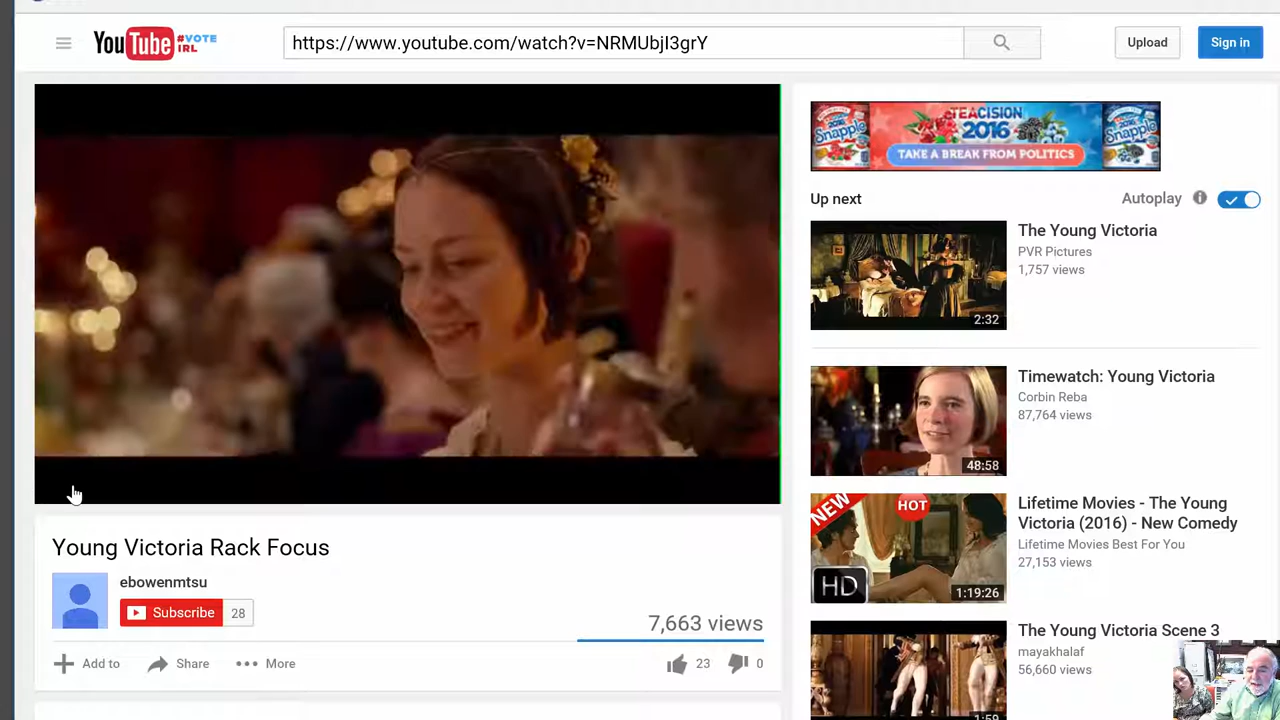 YouTube #VOTE IRL
https://www.youtube.com/watch?v=NRMUbjI3grY
Upload
Sign in
Snapple
TEACISION
2016
TAKE A BREAK FROM POLITICS
Snapple
Up next
Autoplay
The Young Victoria
PVR Pictures
1,757 views
2:32
Timewatch: Young Victoria
Corbin Reba
87,764 views
48:58
NEW
HOT
HD
1:19:26
Lifetime Movies - The Young
Victoria (2016) - New Comedy
Lifetime Movies Best For You
27,153 views
The Young Victoria Scene 3
mayakhalaf
56,660 views
1:59
Young Victoria Rack Focus
ebowenmtsu
Subscribe 28
7,663 views
Add to
Share
More
23
0